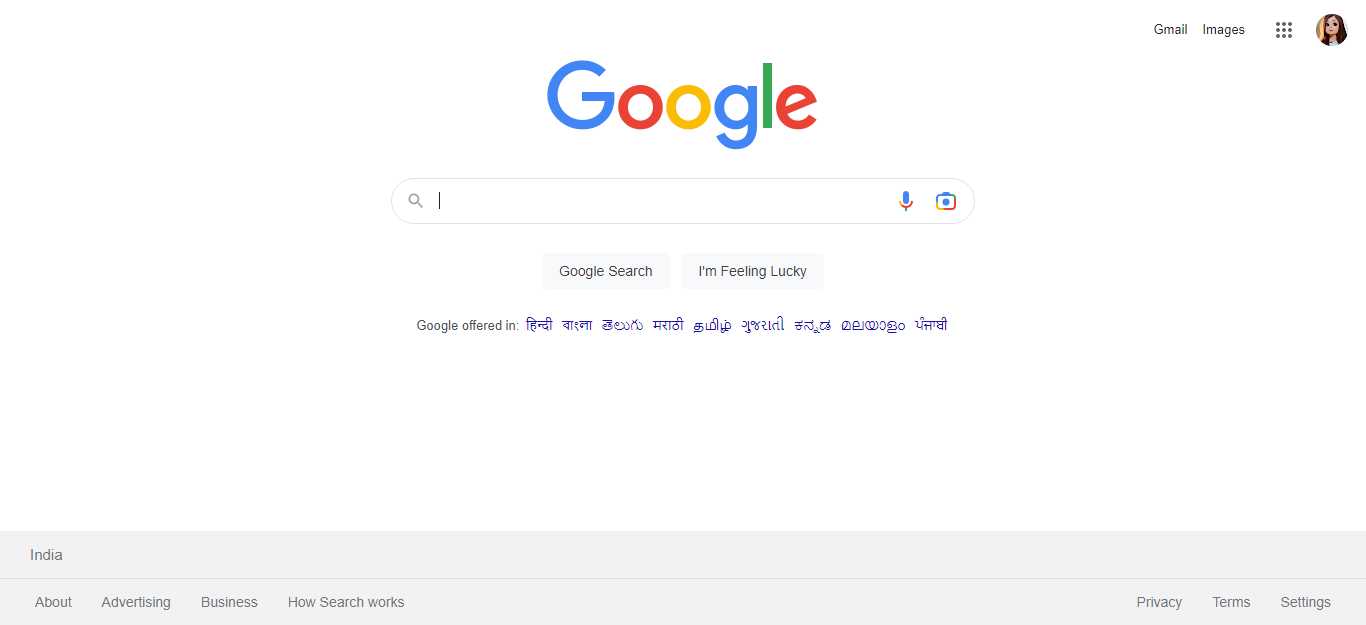 Gmail Images
Google
Google Search I'm Feeling Lucky
Google offered in: हिन्दी বাংলা తెలుగు मराठी தமிழ் ગુજરાતી ಕನ್ನಡ മലയാളം ਪੰਜਾਬੀ
India
About Advertising Business How Search works Privacy Terms Settings